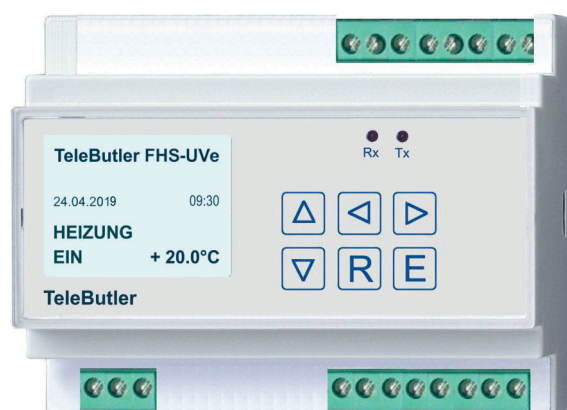 TeleButler FHS-UVe
24.04.2019 09:30
HEIZUNG
EIN + 20.0°C
TeleButler
Rx Tx
R E